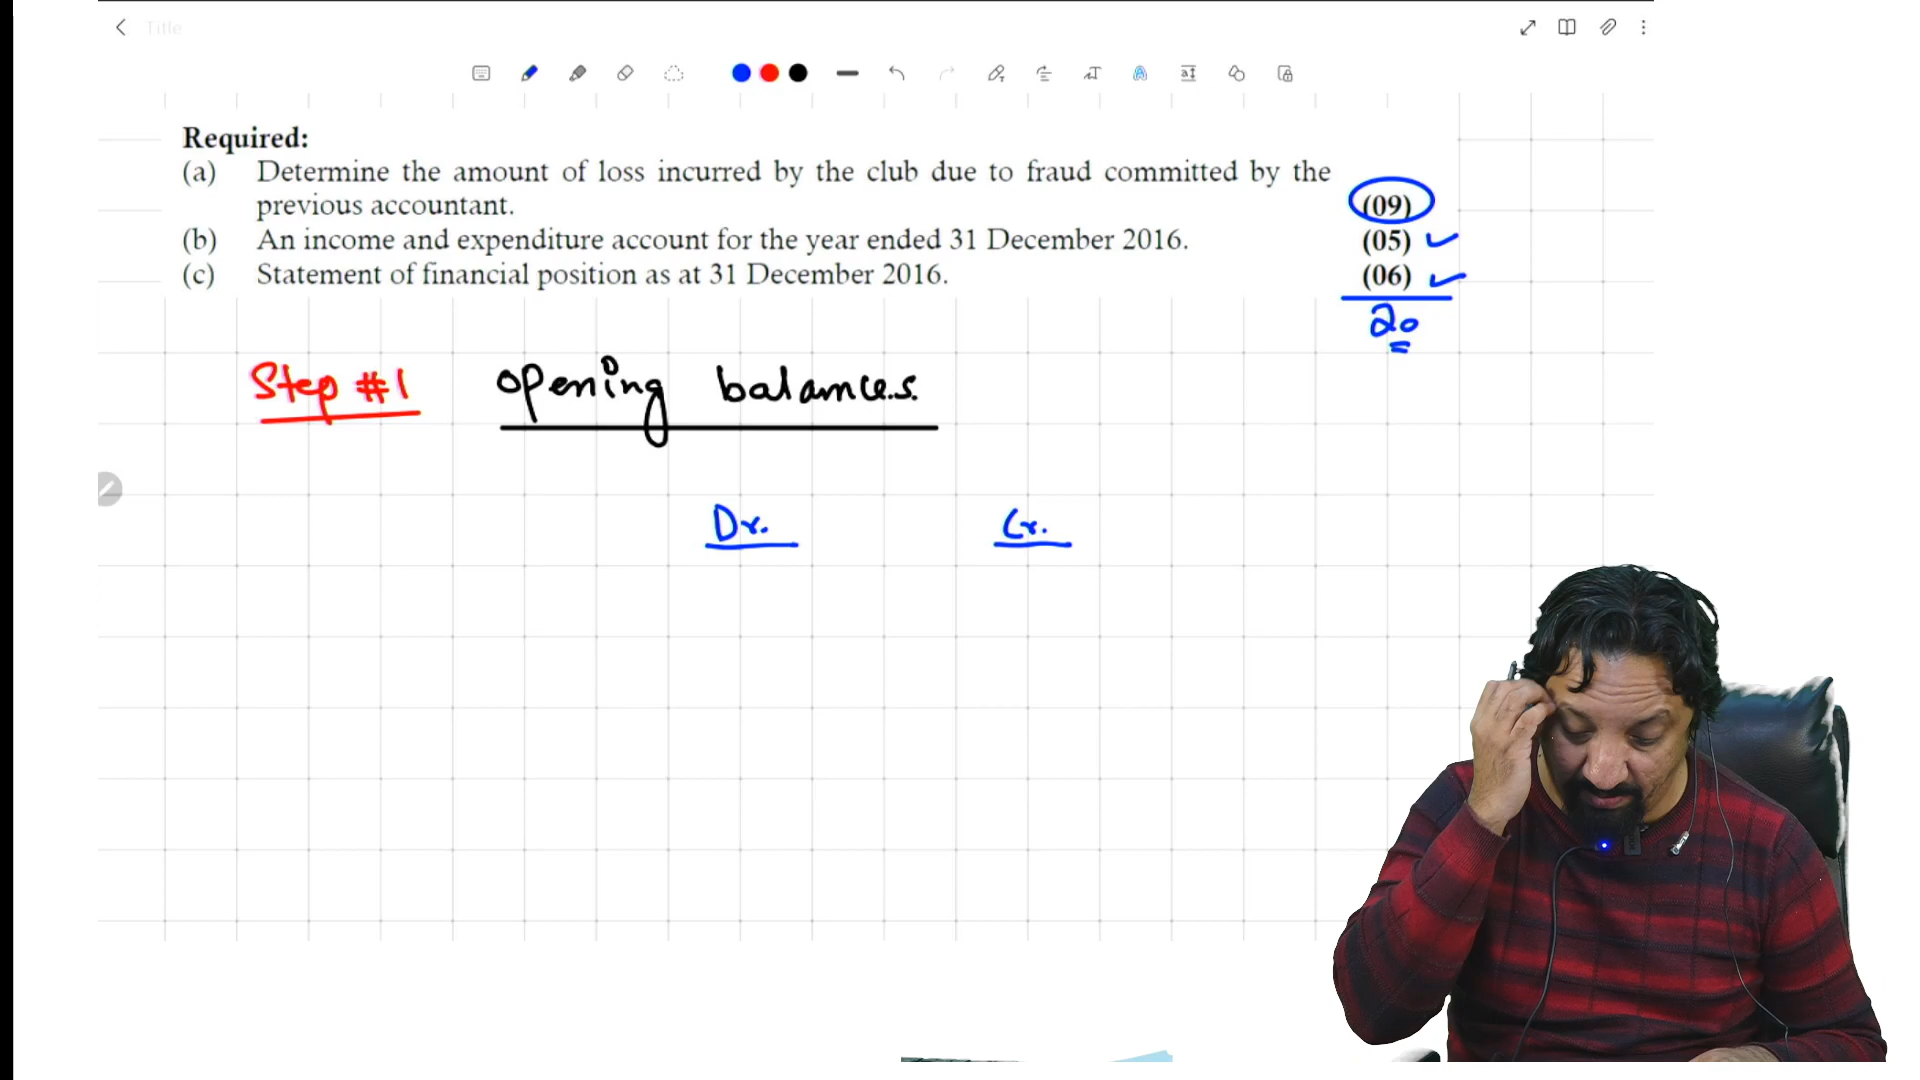 Title
Required:
(a) Determine the amount of loss incurred by the club due to fraud committed by the
previous accountant. (09)
(b) An income and expenditure account for the year ended 31 December 2016. (05)
(c) Statement of financial position as at 31 December 2016. (06)
20
Step #1 opening balances.
Dr. Cr.